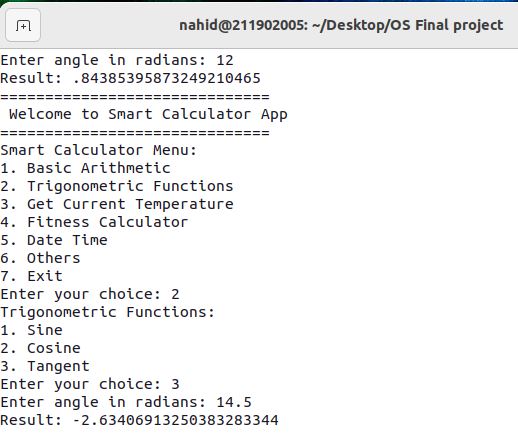 nahid@211902005: ~/Desktop/OS Final project
Enter angle in radians: 12
Result: .84385395873249210465
==============================
 Welcome to Smart Calculator App
==============================
Smart Calculator Menu:
1. Basic Arithmetic
2. Trigonometric Functions
3. Get Current Temperature
4. Fitness Calculator
5. Date Time
6. Others
7. Exit
Enter your choice: 2
Trigonometric Functions:
1. Sine
2. Cosine
3. Tangent
Enter your choice: 3
Enter angle in radians: 14.5
Result: -2.63406913250383283344